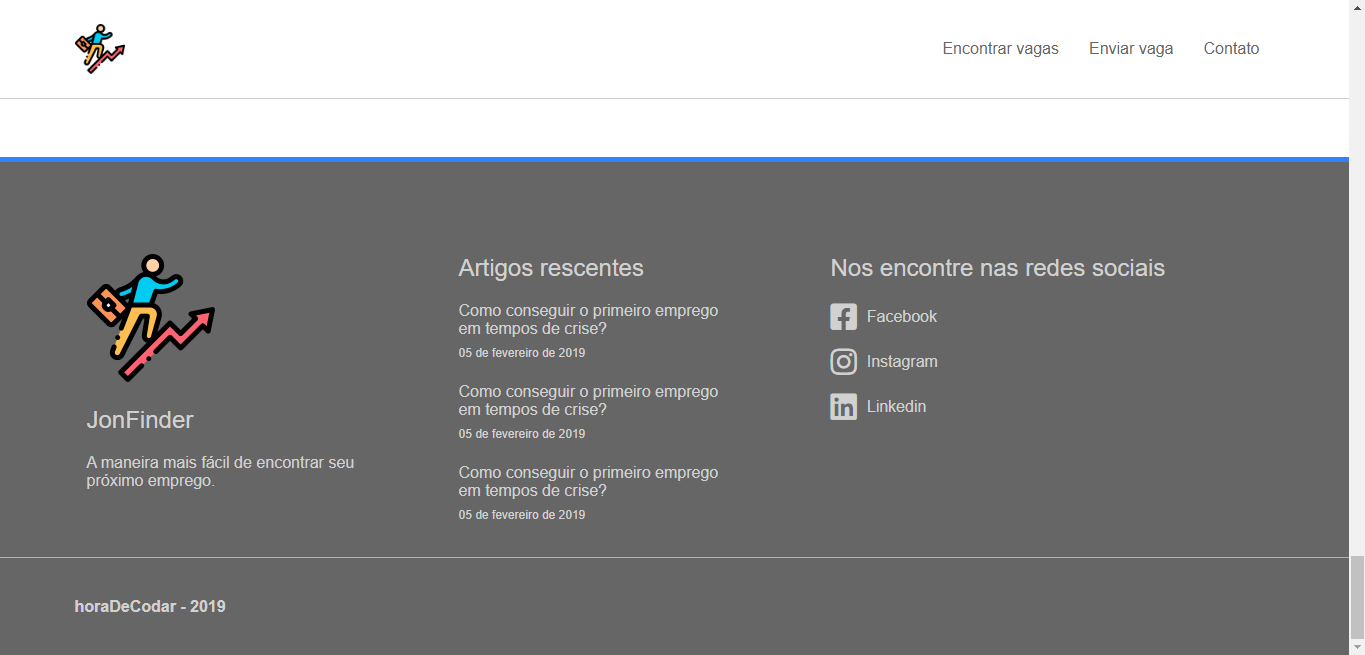 Encontrar vagas Enviar vaga Contato
JonFinder
A maneira mais fácil de encontrar seu
próximo emprego.
Artigos rescentes
Como conseguir o primeiro emprego
em tempos de crise?
05 de fevereiro de 2019
Como conseguir o primeiro emprego
em tempos de crise?
05 de fevereiro de 2019
Como conseguir o primeiro emprego
em tempos de crise?
05 de fevereiro de 2019
Nos encontre nas redes sociais
Facebook
Instagram
Linkedin
horaDeCodar - 2019